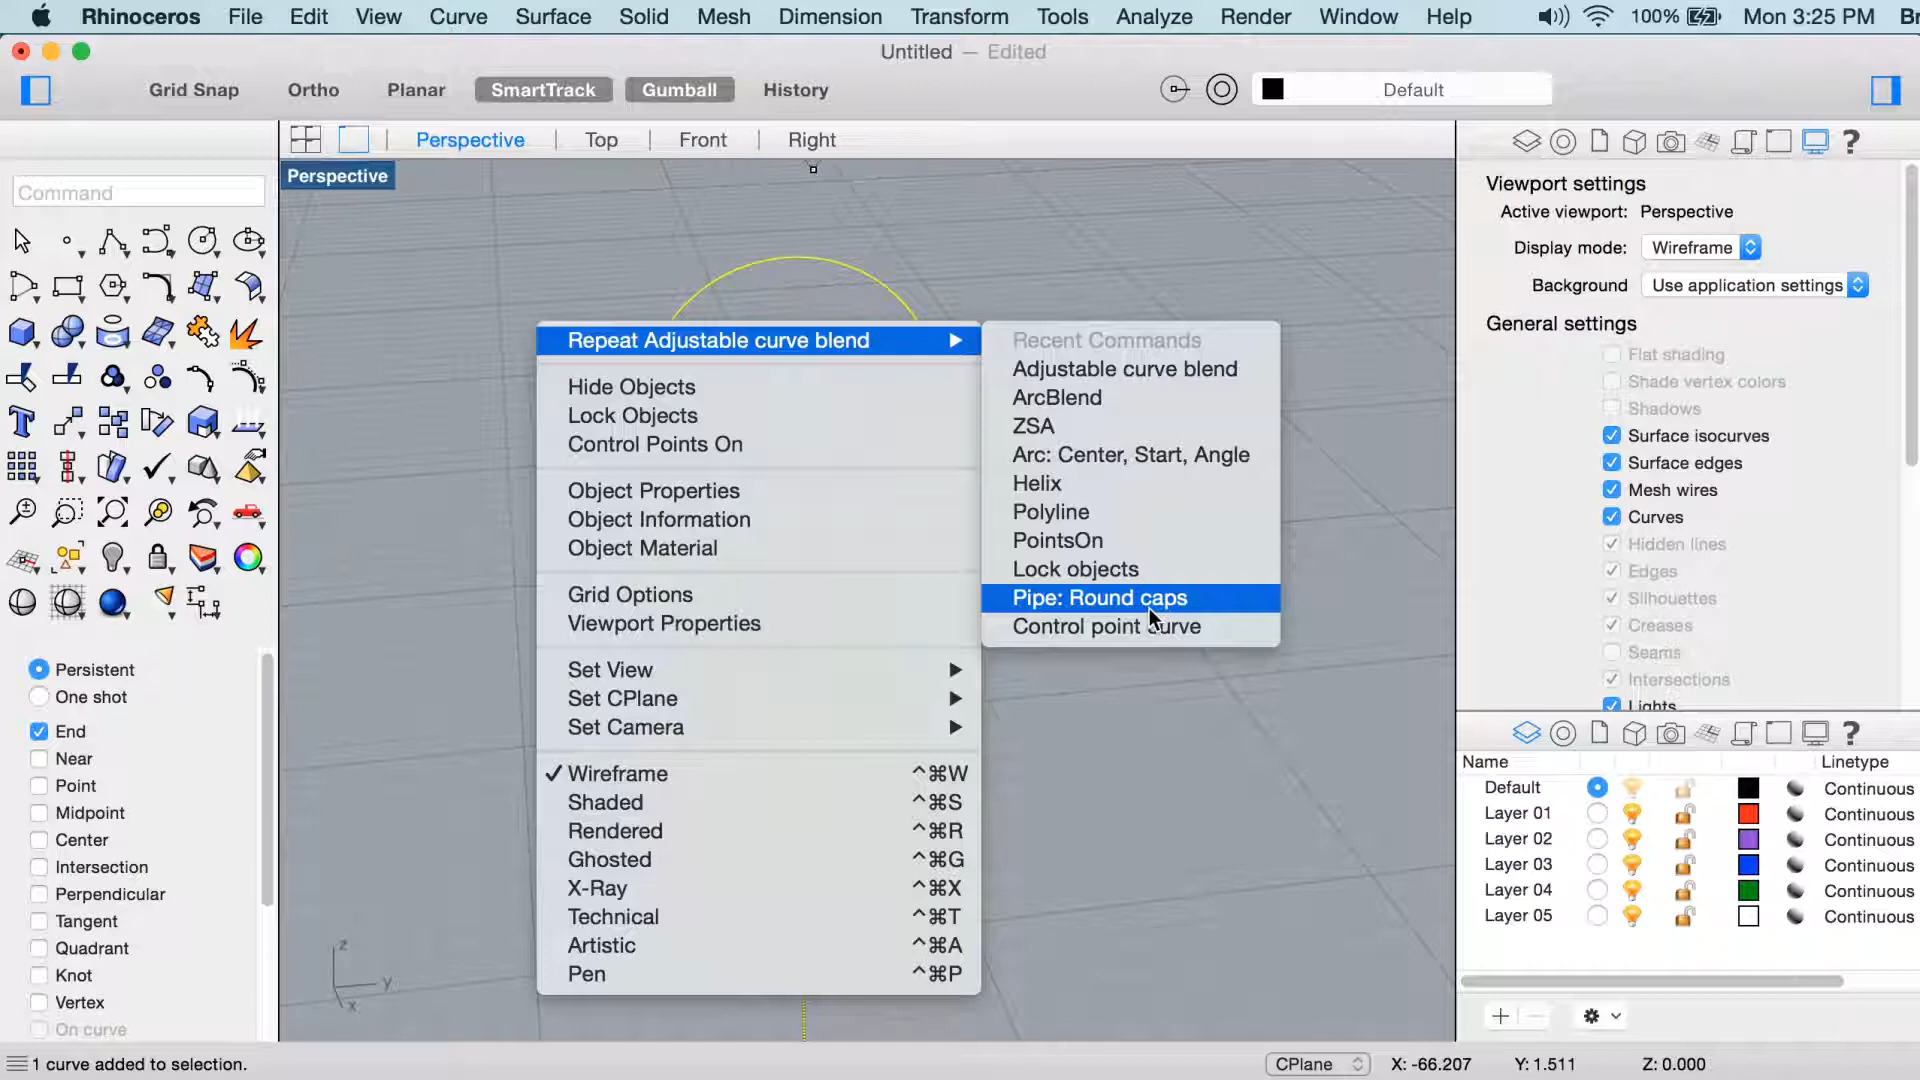 Rhinoceros File Edit View Curve Surface Solid Mesh Dimension Transform Tools Analyze Render Window Help 100% Mon 3:25 PM Br
Untitled — Edited
Grid Snap Ortho Planar SmartTrack Gumball History Default
Perspective Top Front Right
Perspective
Command
Persistent
One shot
End
Near
Point
Midpoint
Center
Intersection
Perpendicular
Tangent
Quadrant
Knot
Vertex
On curve
Repeat Adjustable curve blend
Hide Objects
Lock Objects
Control Points On
Object Properties
Object Information
Object Material
Grid Options
Viewport Properties
Set View
Set CPlane
Set Camera
Wireframe ^⌘W
Shaded ^⌘S
Rendered ^⌘R
Ghosted ^⌘G
X-Ray ^⌘X
Technical ^⌘T
Artistic ^⌘A
Pen ^⌘P
Recent Commands
Adjustable curve blend
ArcBlend
ZSA
Arc: Center, Start, Angle
Helix
Polyline
PointsOn
Lock objects
Pipe: Round caps
Control point curve
z
y
x
Viewport settings
Active viewport: Perspective
Display mode: Wireframe
Background Use application settings
General settings
Flat shading
Shade vertex colors
Shadows
Surface isocurves
Surface edges
Mesh wires
Curves
Hidden lines
Edges
Silhouettes
Creases
Seams
Intersections
Lights
Name Linetype
Default Continuous
Layer 01 Continuous
Layer 02 Continuous
Layer 03 Continuous
Layer 04 Continuous
Layer 05 Continuous
1 curve added to selection. CPlane X: -66.207 Y: 1.511 Z: 0.000